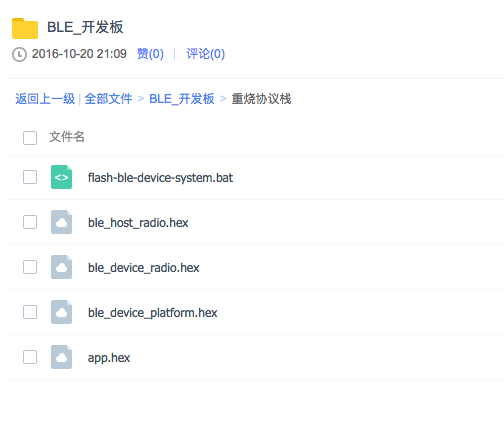 BLE_开发板
2016-10-20 21:09 赞(0) | 评论(0)
返回上一级 | 全部文件 > BLE_开发板 > 重烧协议栈
文件名
flash-ble-device-system.bat
ble_host_radio.hex
ble_device_radio.hex
ble_device_platform.hex
app.hex